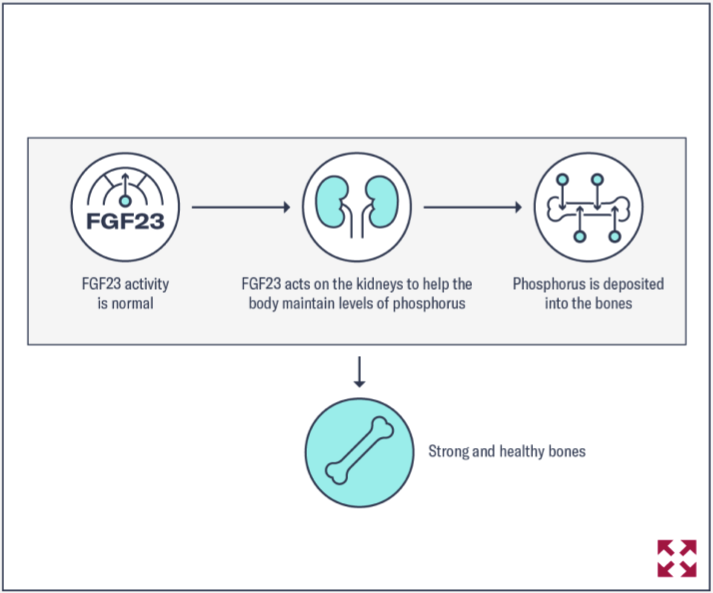 FGF23
FGF23 activity
is normal
FGF23 acts on the kidneys to help the
body maintain levels of phosphorus
Phosphorus is deposited
into the bones
Strong and healthy bones